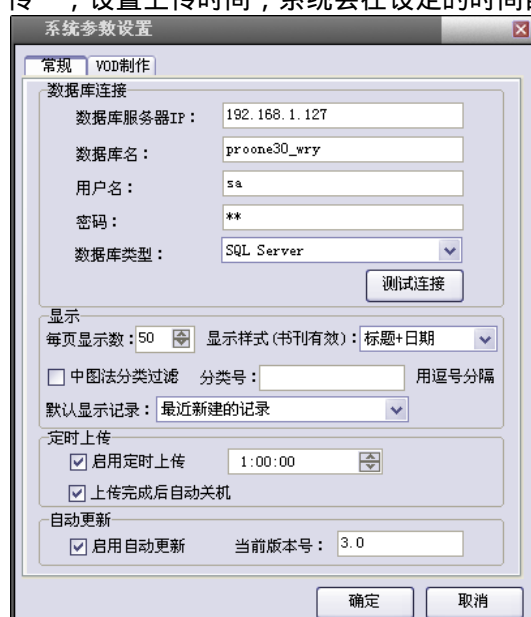 传"，设置上传时间，系统会在设定的时间自
系统参数设置
常规 VOD制作
数据库连接
数据库服务器IP： 192.168.1.127
数据库名： proone30_wry
用户名： sa
密码： **
数据库类型： SQL Server
测试连接
显示
每页显示数：50 显示样式(书刊有效)：标题+日期
中图法分类过滤 分类号： 用逗号分隔
默认显示记录： 最近新建的记录
定时上传
启用定时上传 1:00:00
上传完成后自动关机
自动更新
启用自动更新 当前版本号： 3.0
确定 取消